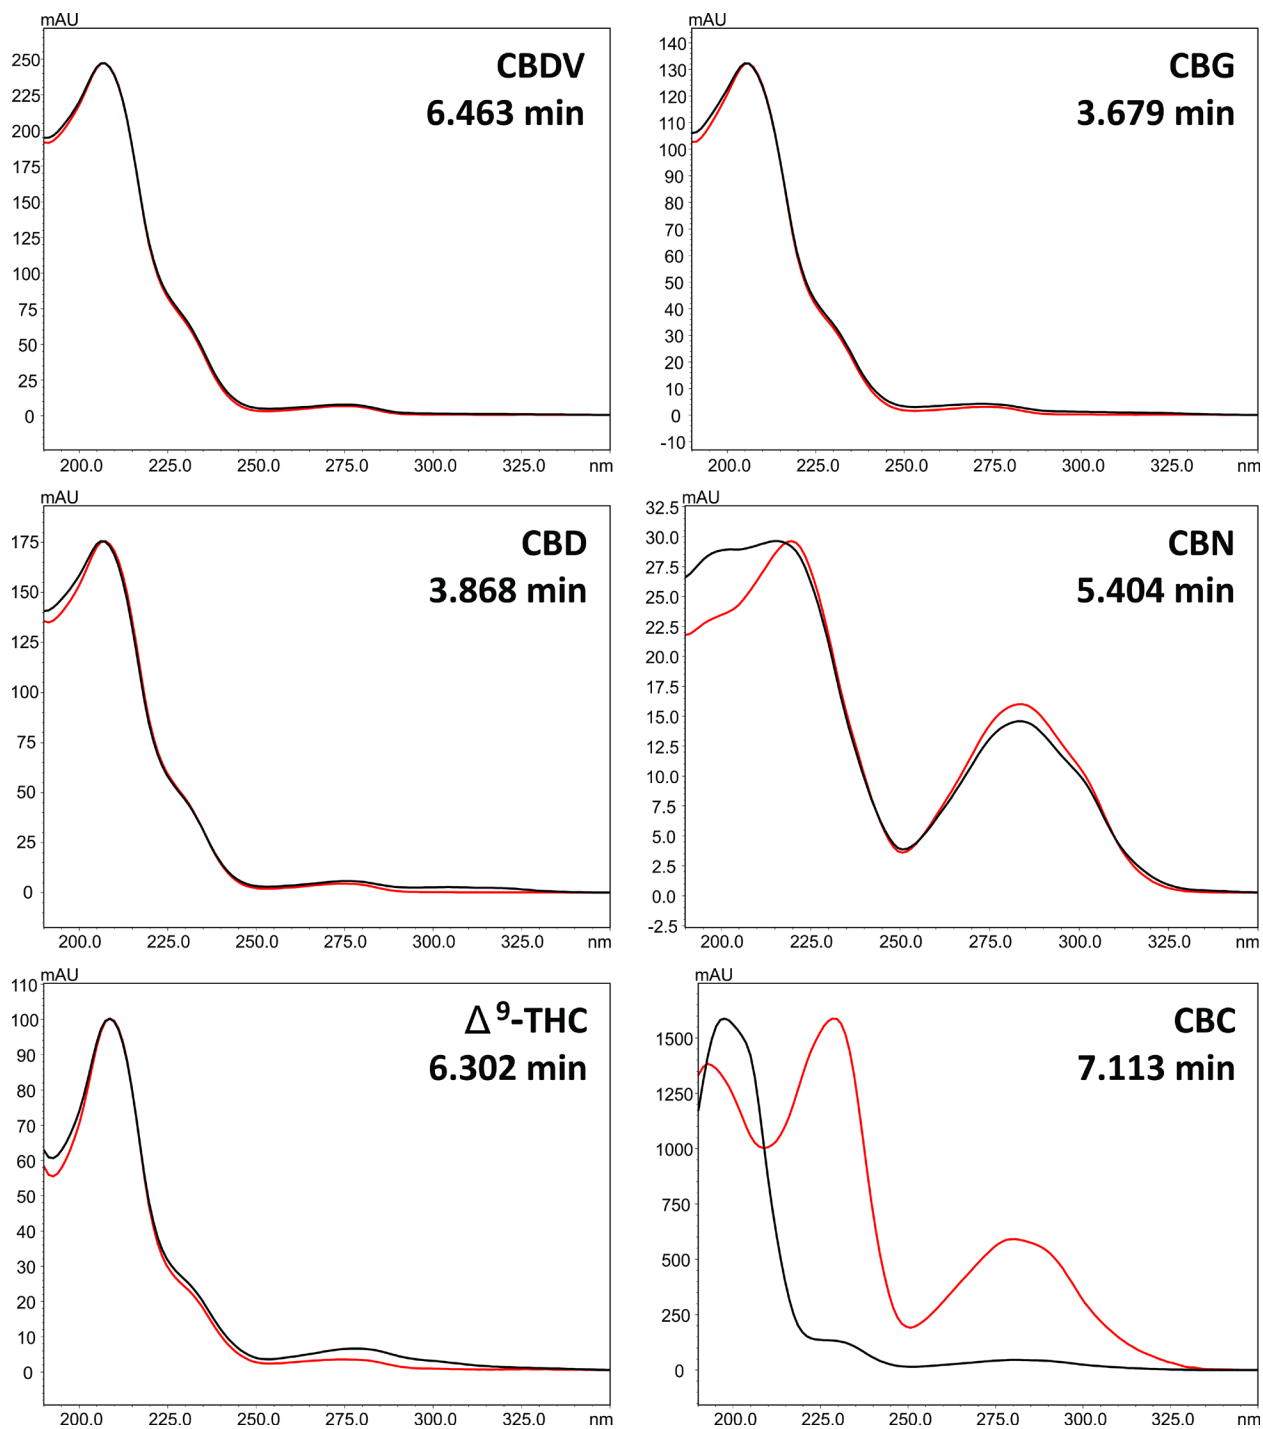 mAU
CBDV
6.463 min
250
225
200
175
150
125
100
75
50
25
0
200.0 225.0 250.0 275.0 300.0 325.0 nm
mAU
CBG
3.679 min
140
130
120
110
100
90
80
70
60
50
40
30
20
10
0
-10
200.0 225.0 250.0 275.0 300.0 325.0 nm
mAU
CBD
3.868 min
175
150
125
100
75
50
25
0
200.0 225.0 250.0 275.0 300.0 325.0 nm
mAU
CBN
5.404 min
32.5
30.0
27.5
25.0
22.5
20.0
17.5
15.0
12.5
10.0
7.5
5.0
2.5
0.0
-2.5
200.0 225.0 250.0 275.0 300.0 325.0 nm
mAU
Δ⁹-THC
6.302 min
110
100
90
80
70
60
50
40
30
20
10
0
200.0 225.0 250.0 275.0 300.0 325.0 nm
mAU
CBC
7.113 min
1500
1250
1000
750
500
250
0
200.0 225.0 250.0 275.0 300.0 325.0 nm